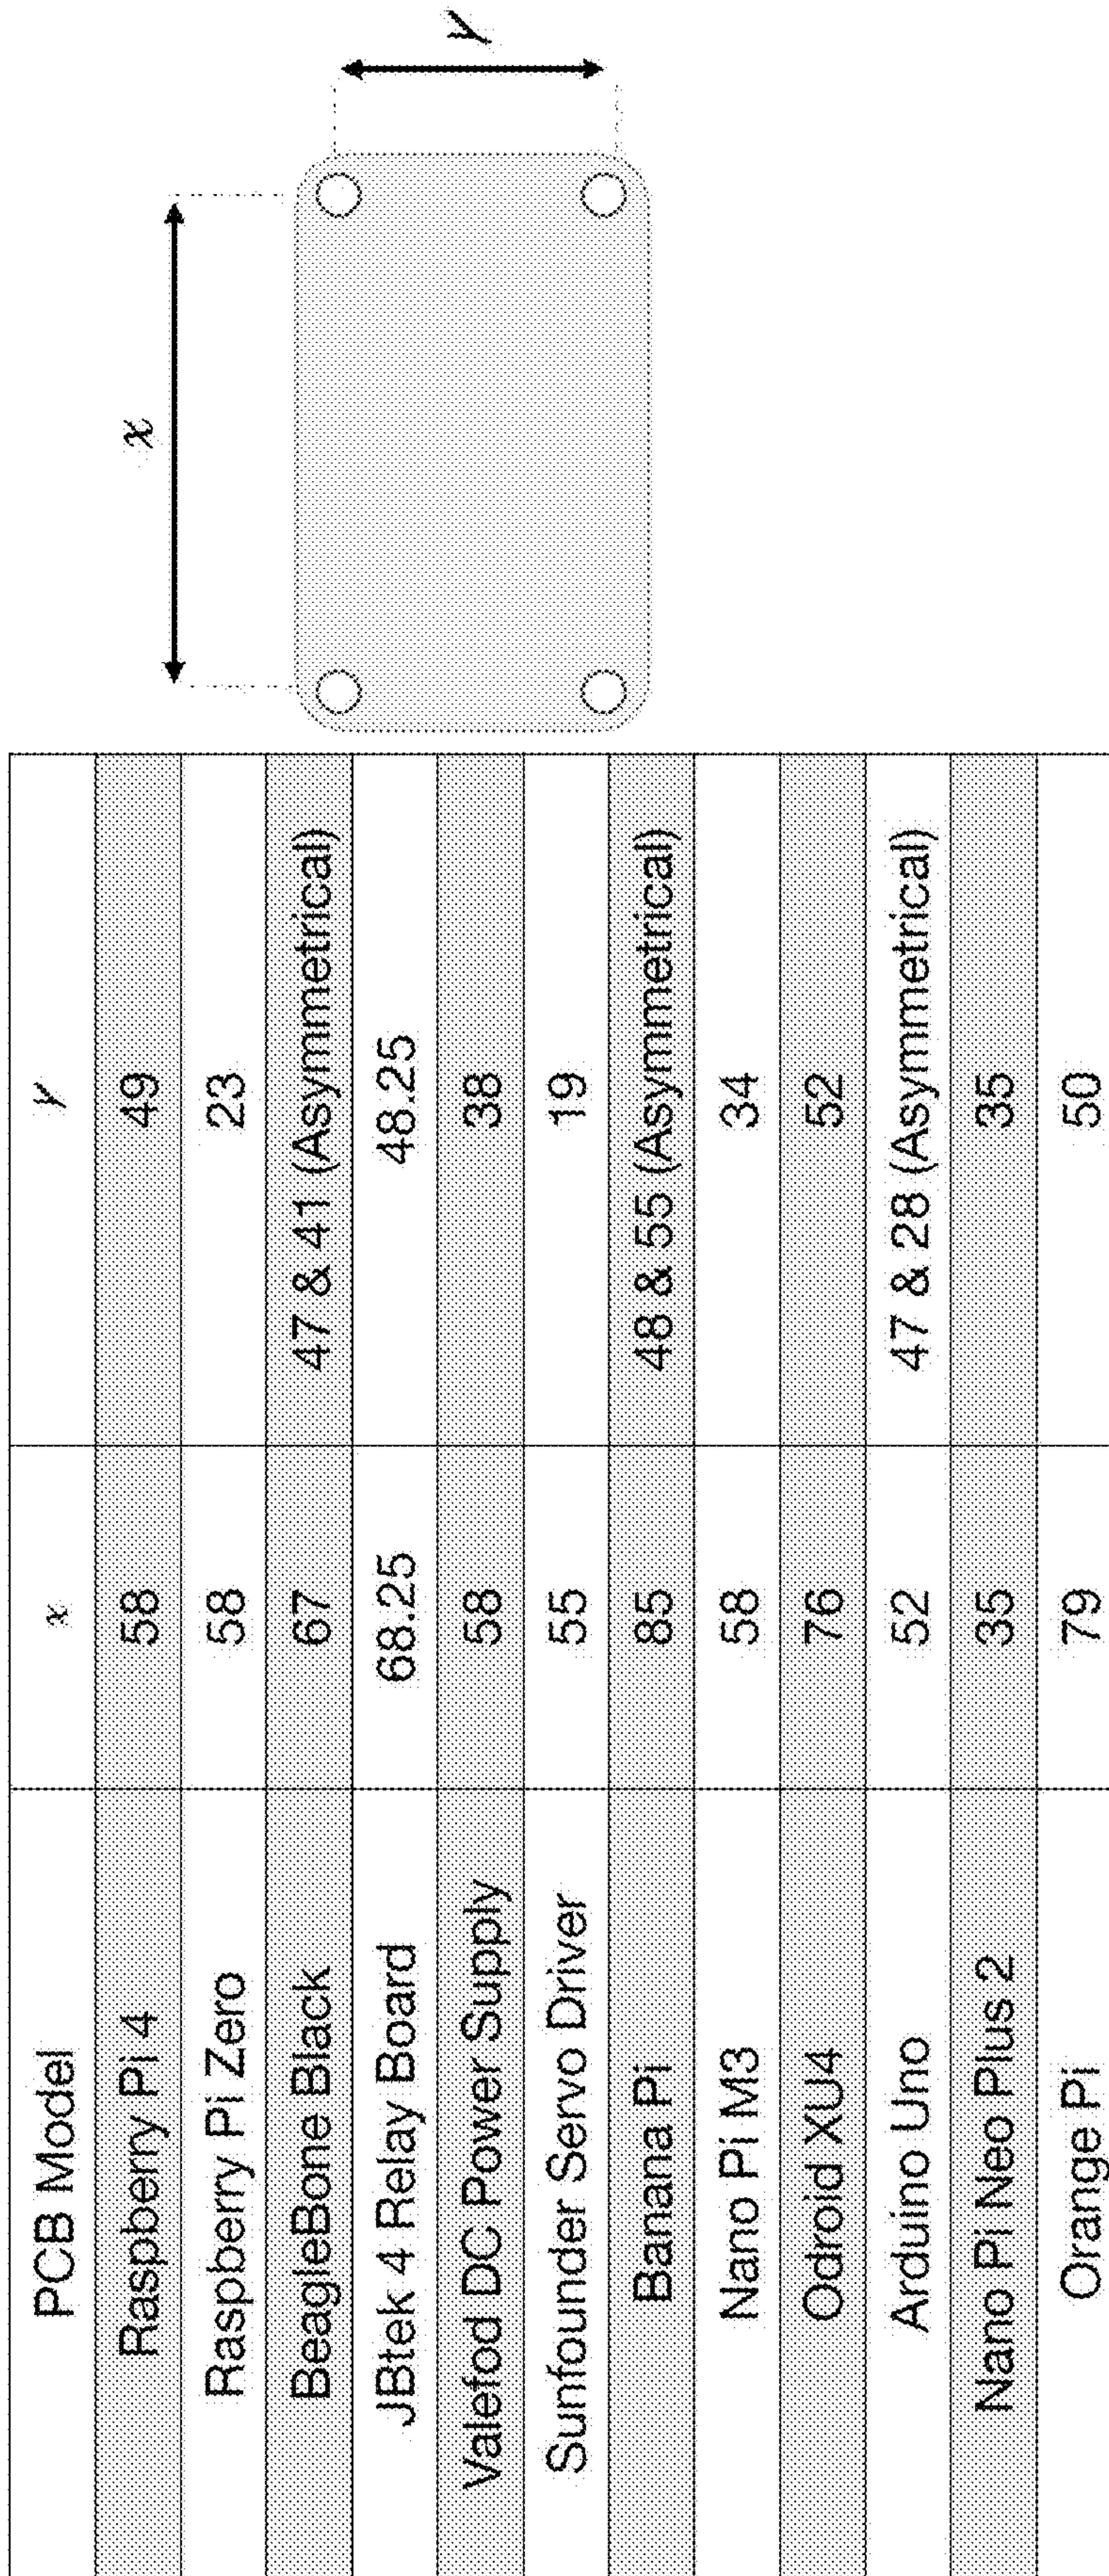 PCB Model x y
Raspberry Pi 4 58 49
Raspberry Pi Zero 58 23
BeagleBone Black 67 47 & 41 (Asymmetrical)
JBtek 4 Relay Board 68.25 48.25
Valefod DC Power Supply 58 38
Sunfounder Servo Driver 55 19
Banana Pi 85 48 & 55 (Asymmetrical)
Nano Pi M3 58 34
Odroid XU4 76 52
Arduino Uno 52 47 & 28 (Asymmetrical)
Nano Pi Neo Plus 2 35 35
Orange Pi 79 50
x
y